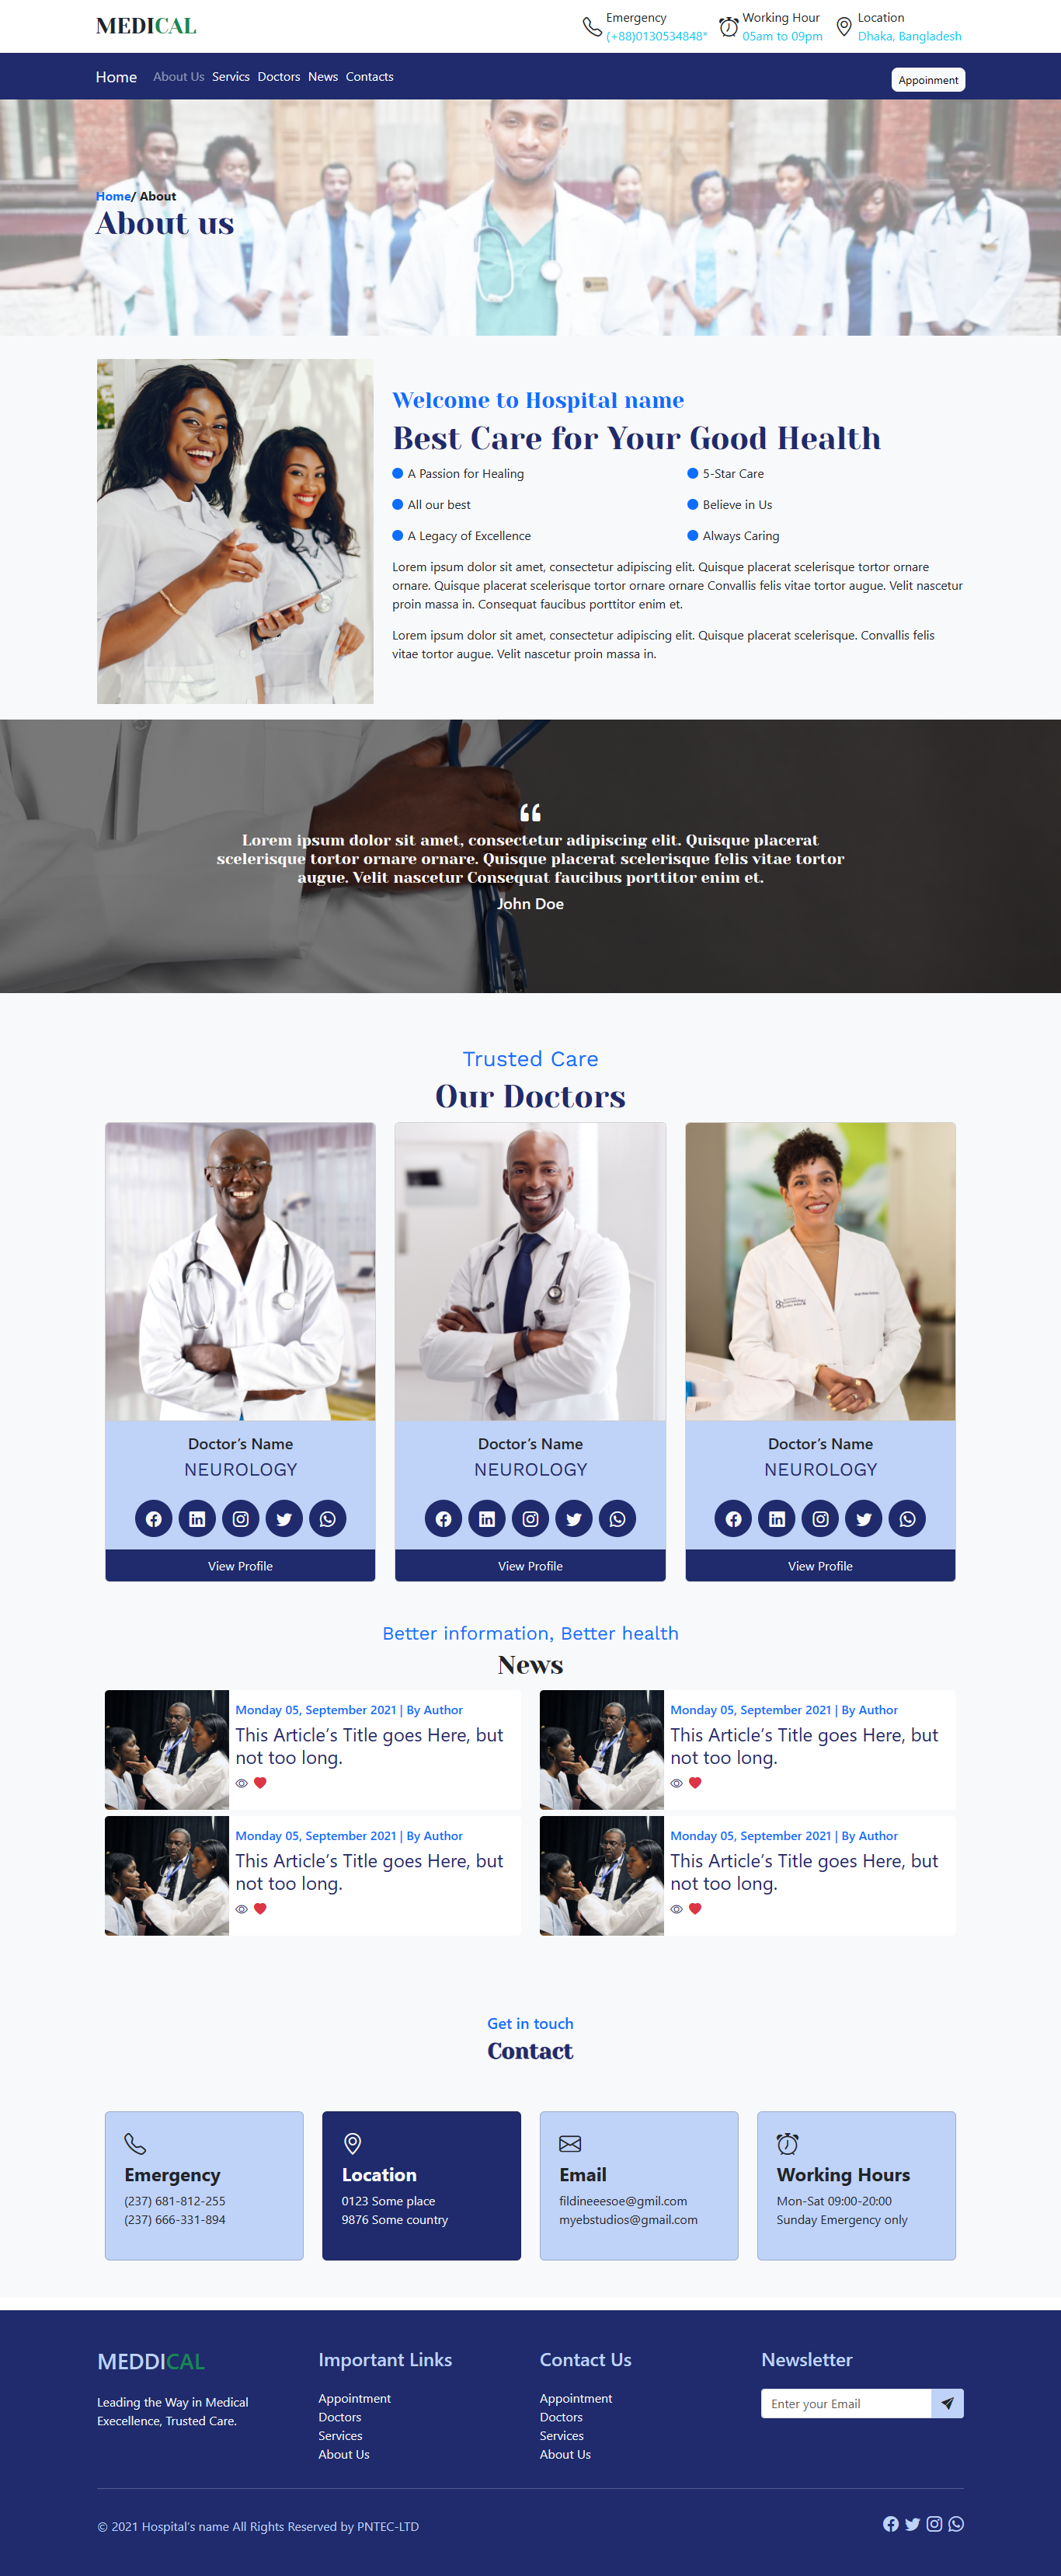 MEDICAL
Emergency
(+88)0130534848*
Working Hour
05am to 09pm
Location
Dhaka, Bangladesh
Home About Us Servics Doctors News Contacts
Appoinment
Home/ About
About us
Welcome to Hospital name
Best Care for Your Good Health
A Passion for Healing
5-Star Care
All our best
Believe in Us
A Legacy of Excellence
Always Caring
Lorem ipsum dolor sit amet, consectetur adipiscing elit. Quisque placerat scelerisque tortor ornare
ornare. Quisque placerat scelerisque tortor ornare ornare Convallis felis vitae tortor augue. Velit nascetur
proin massa in. Consequat faucibus porttitor enim et.
Lorem ipsum dolor sit amet, consectetur adipiscing elit. Quisque placerat scelerisque. Convallis felis
vitae tortor augue. Velit nascetur proin massa in.
“
Lorem ipsum dolor sit amet, consectetur adipiscing elit. Quisque placerat
scelerisque tortor ornare ornare. Quisque placerat scelerisque felis vitae tortor
augue. Velit nascetur Consequat faucibus porttitor enim et.
John Doe
Trusted Care
Our Doctors
Doctor’s Name
NEUROLOGY
View Profile
Doctor’s Name
NEUROLOGY
View Profile
Doctor’s Name
NEUROLOGY
View Profile
Better information, Better health
News
Monday 05, September 2021 | By Author
This Article’s Title goes Here, but
not too long.
Monday 05, September 2021 | By Author
This Article’s Title goes Here, but
not too long.
Monday 05, September 2021 | By Author
This Article’s Title goes Here, but
not too long.
Monday 05, September 2021 | By Author
This Article’s Title goes Here, but
not too long.
Get in touch
Contact
Emergency
(237) 681-812-255
(237) 666-331-894
Location
0123 Some place
9876 Some country
Email
fildineeesoe@gmil.com
myebstudios@gmail.com
Working Hours
Mon-Sat 09:00-20:00
Sunday Emergency only
MEDDICAL
Leading the Way in Medical
Execellence, Trusted Care.
Important Links
Appointment
Doctors
Services
About Us
Contact Us
Appointment
Doctors
Services
About Us
Newsletter
Enter your Email
© 2021 Hospital’s name All Rights Reserved by PNTEC-LTD